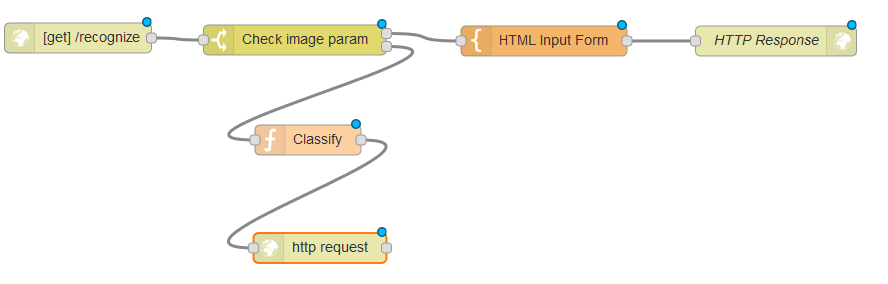 [get] /recognize
Check image param
HTML Input Form
HTTP Response
Classify
http request